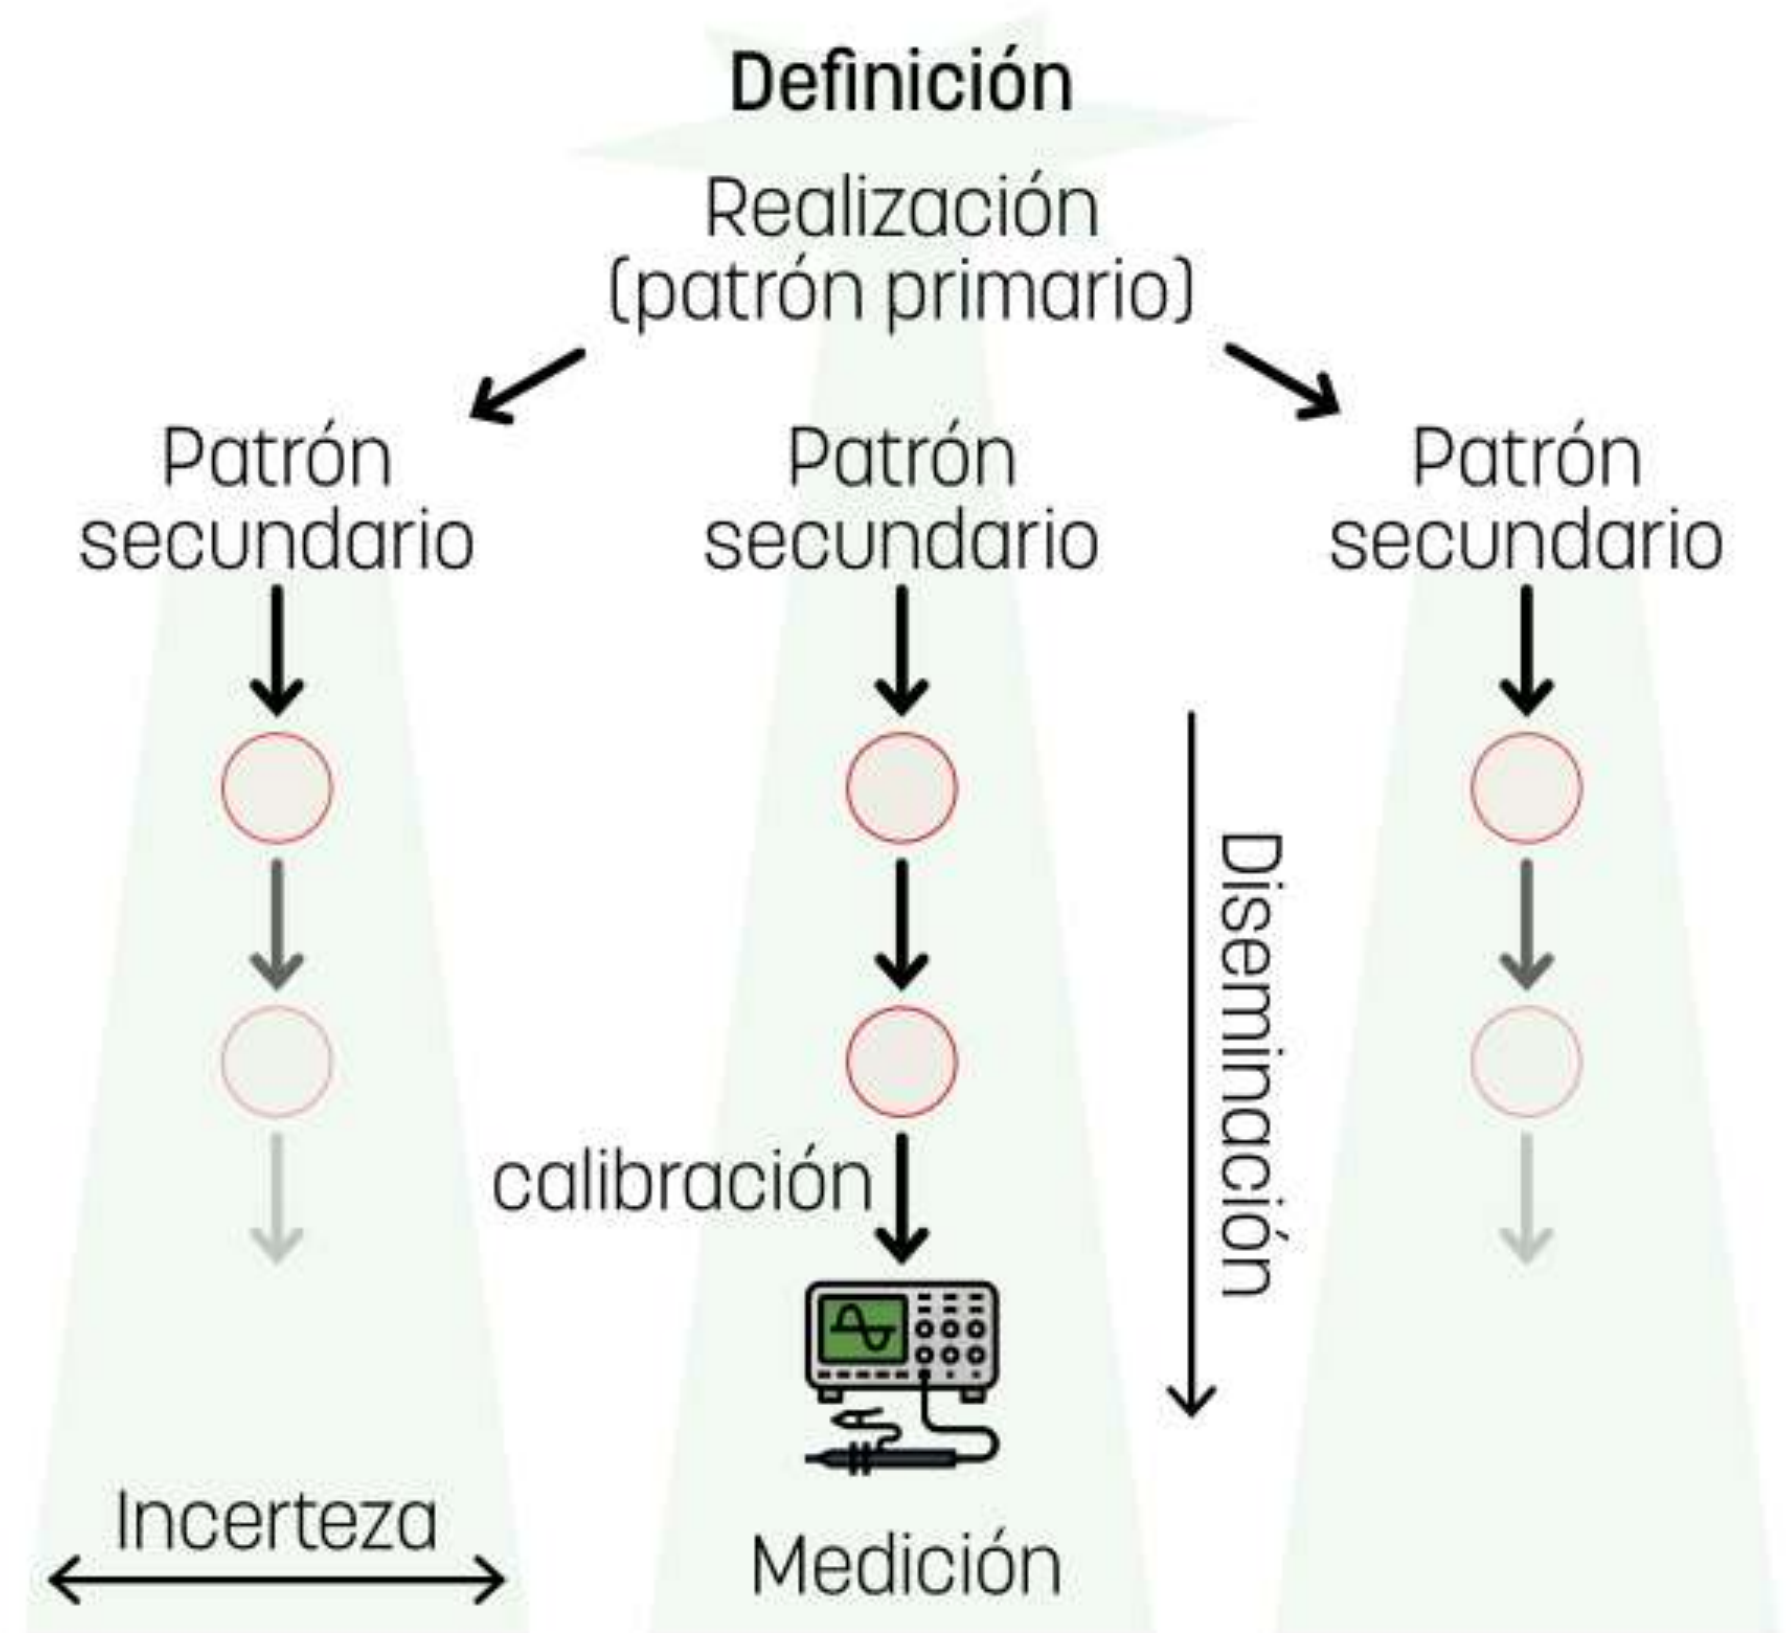 Definición
Realización
(patrón primario)
Patrón
secundario
Patrón
secundario
Patrón
secundario
Diseminación
calibración
Incerteza
Medición